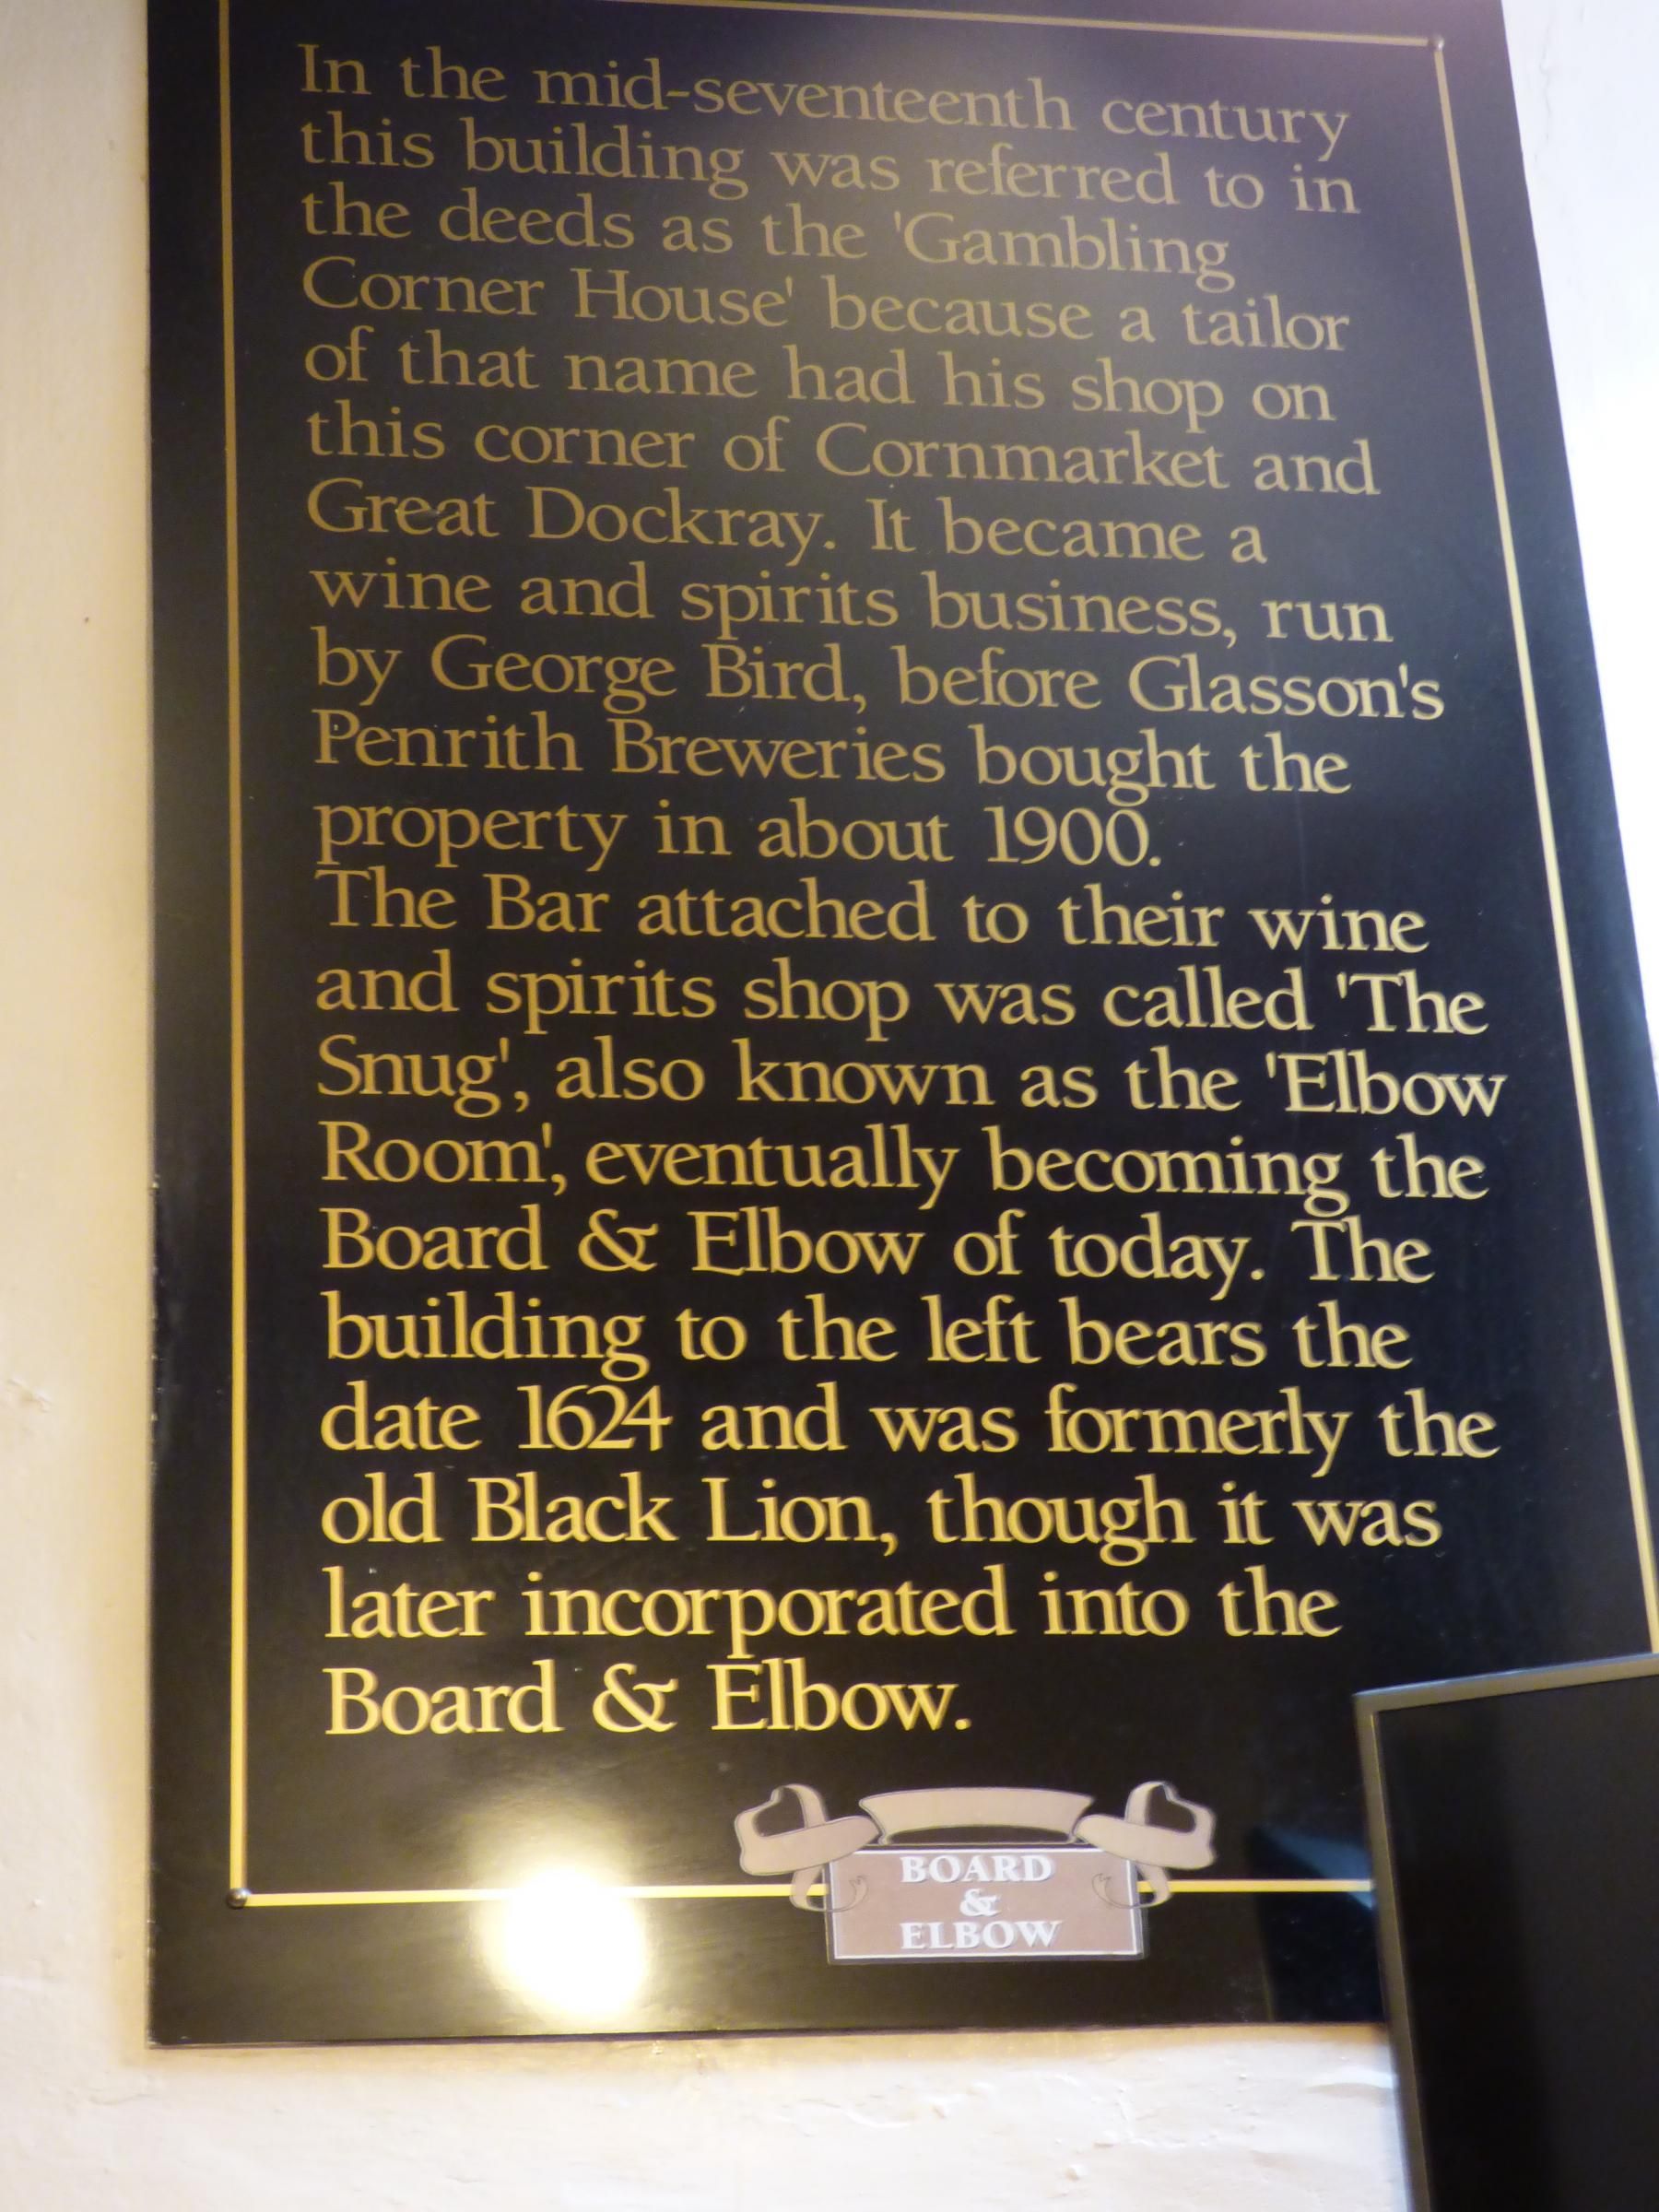 In the mid-seventeenth century
this building was referred to in
the deeds as the 'Gambling
Corner House' because a tailor
of that name had his shop on
this corner of Cornmarket and
Great Dockray. It became a
wine and spirits business, run
by George Bird, before Glasson's
Penrith Breweries bought the
property in about 1900.
The Bar attached to their wine
and spirits shop was called 'The
Snug', also known as the 'Elbow
Room', eventually becoming the
Board & Elbow of today. The
building to the left bears the
date 1624 and was formerly the
old Black Lion, though it was
later incorporated into the
Board & Elbow.
BOARD
&
ELBOW